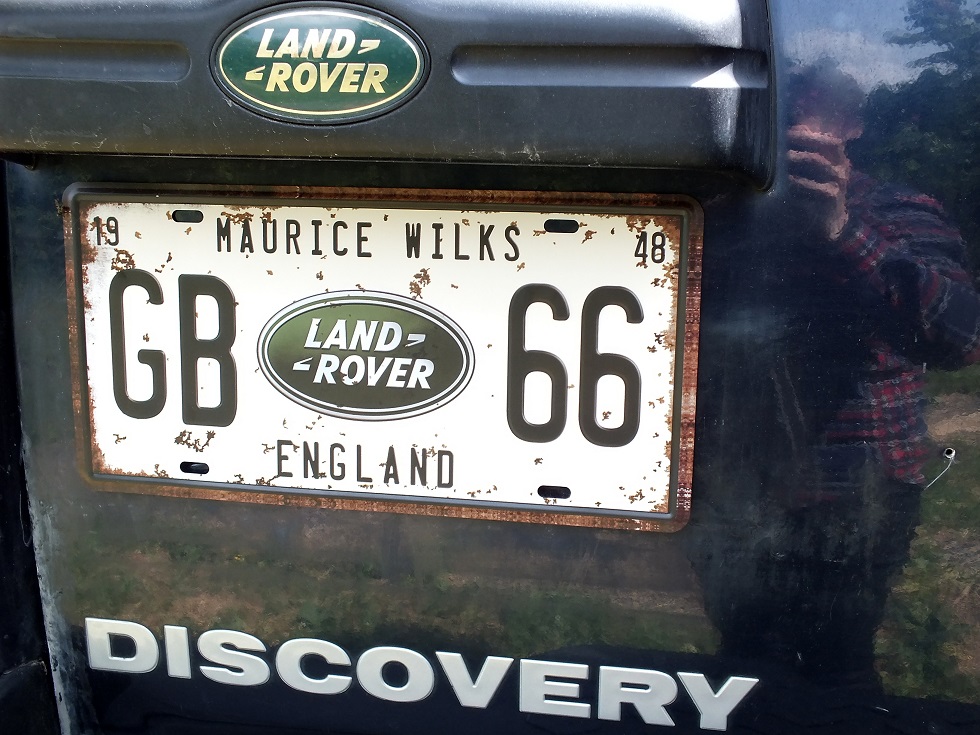 LAND
ROVER
19 MAURICE WILKS 48
GB LAND ROVER 66
ENGLAND
DISCOVERY